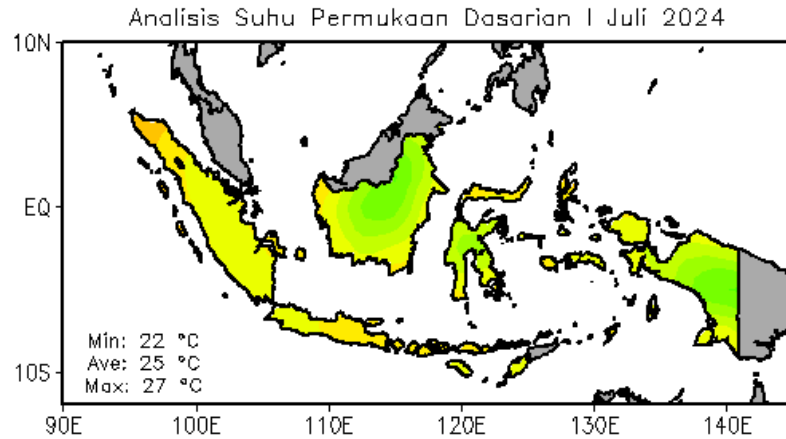 Analisis Suhu Permukaan Dasarian I Juli 2024
10N
EQ
10S
Min: 22 °C
Ave: 25 °C
Max: 27 °C
90E 100E 110E 120E 130E 140E